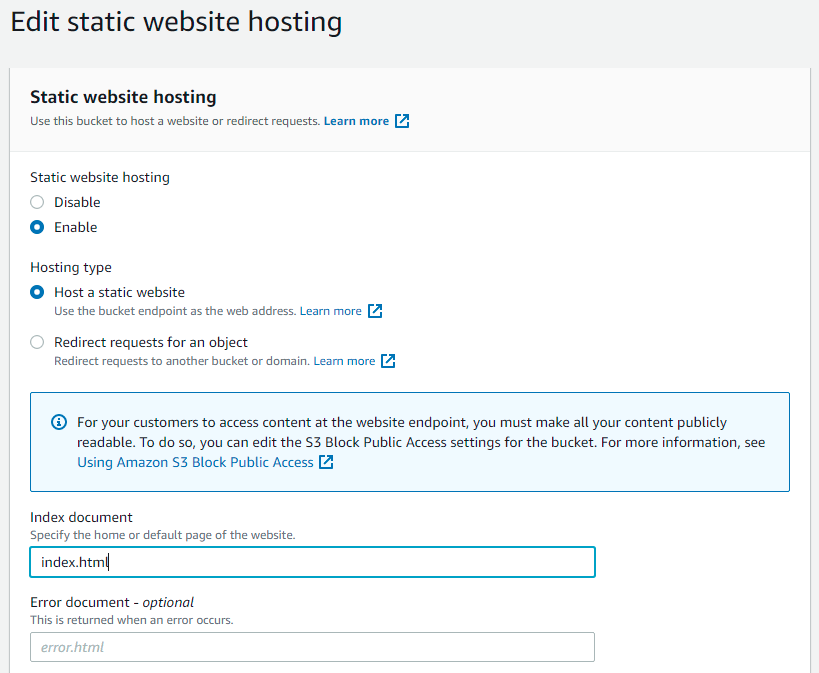 Edit static website hosting
Static website hosting
Use this bucket to host a website or redirect requests. Learn more
Static website hosting
Disable
Enable
Hosting type
Host a static website
Use the bucket endpoint as the web address. Learn more
Redirect requests for an object
Redirect requests to another bucket or domain. Learn more
For your customers to access content at the website endpoint, you must make all your content publicly
readable. To do so, you can edit the S3 Block Public Access settings for the bucket. For more information, see
Using Amazon S3 Block Public Access
Index document
Specify the home or default page of the website.
index.html
Error document - optional
This is returned when an error occurs.
error.html